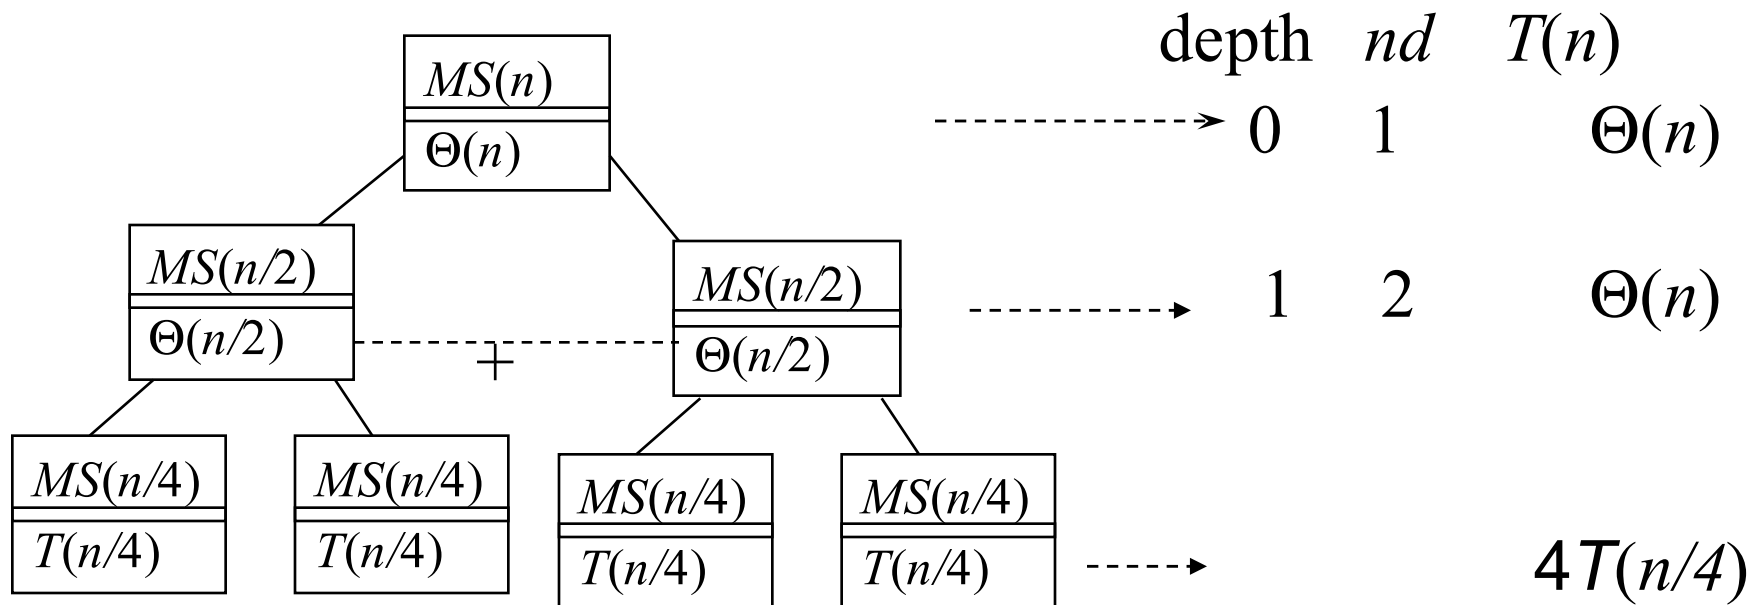 depth nd T(n)
MS(n)
Θ(n)
0 1 Θ(n)
MS(n/2)
Θ(n/2)
+
MS(n/2)
Θ(n/2)
1 2 Θ(n)
MS(n/4)
T(n/4)
MS(n/4)
T(n/4)
MS(n/4)
T(n/4)
MS(n/4)
T(n/4)
4T(n/4)